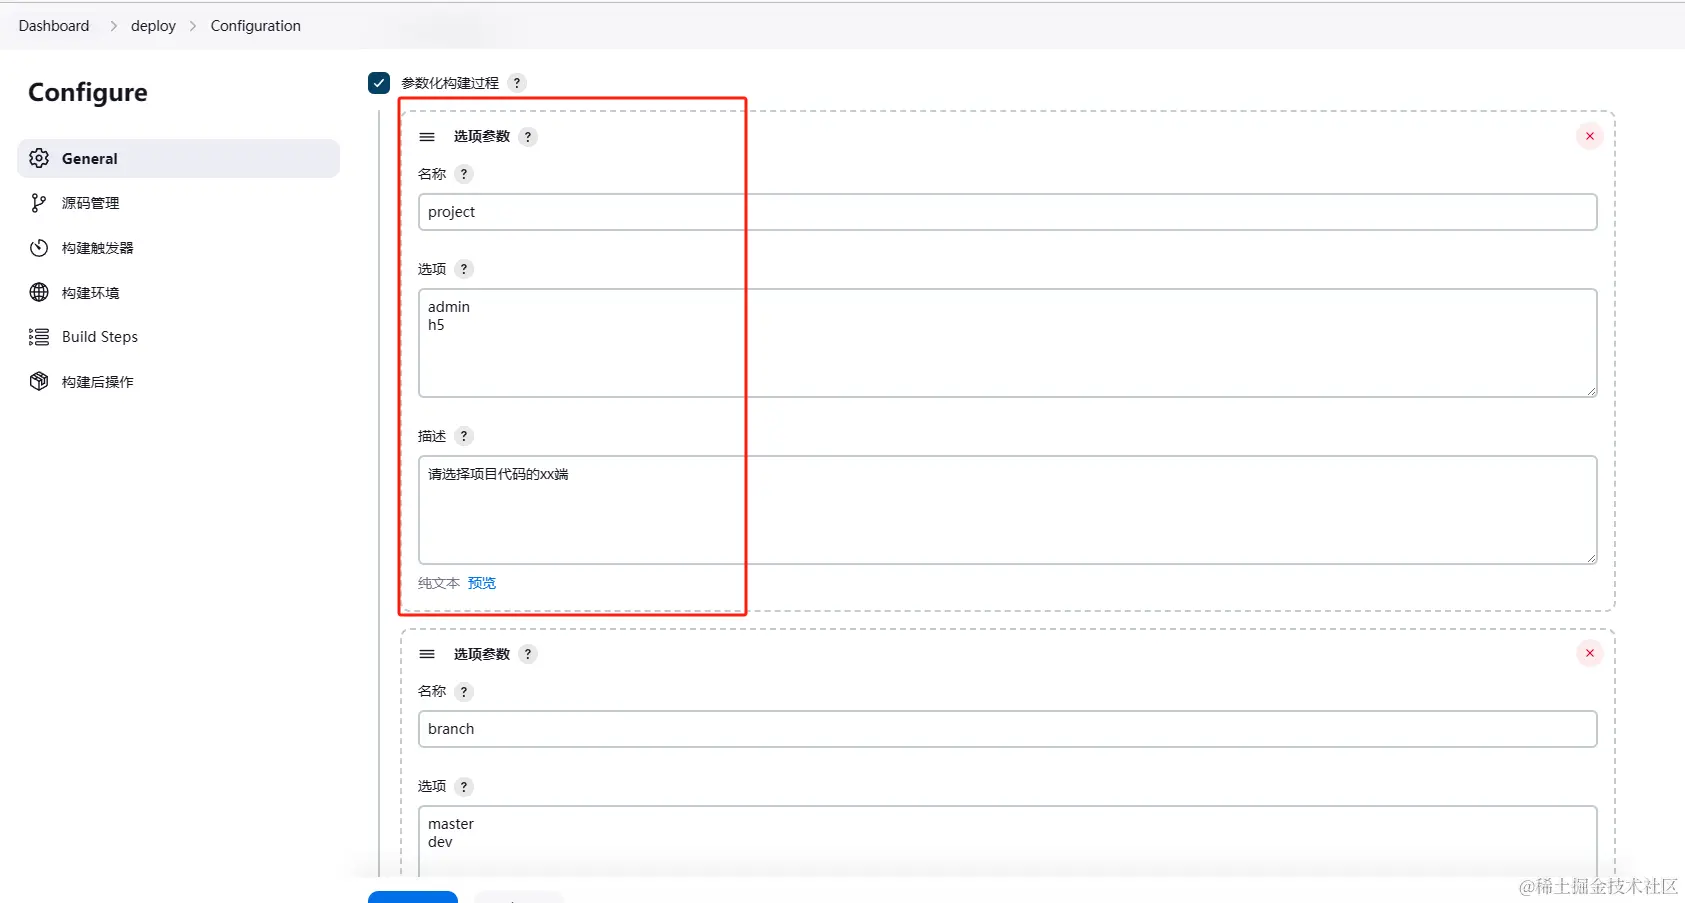 Dashboard > deploy > Configuration
Configure
General
源码管理
构建触发器
构建环境
Build Steps
构建后操作
参数化构建过程 ?
选项参数 ?
名称 ?
project
选项 ?
admin
h5
描述 ?
请选择项目代码的xx端
纯文本 预览
选项参数 ?
名称 ?
branch
选项 ?
master
dev
@稀土掘金技术社区